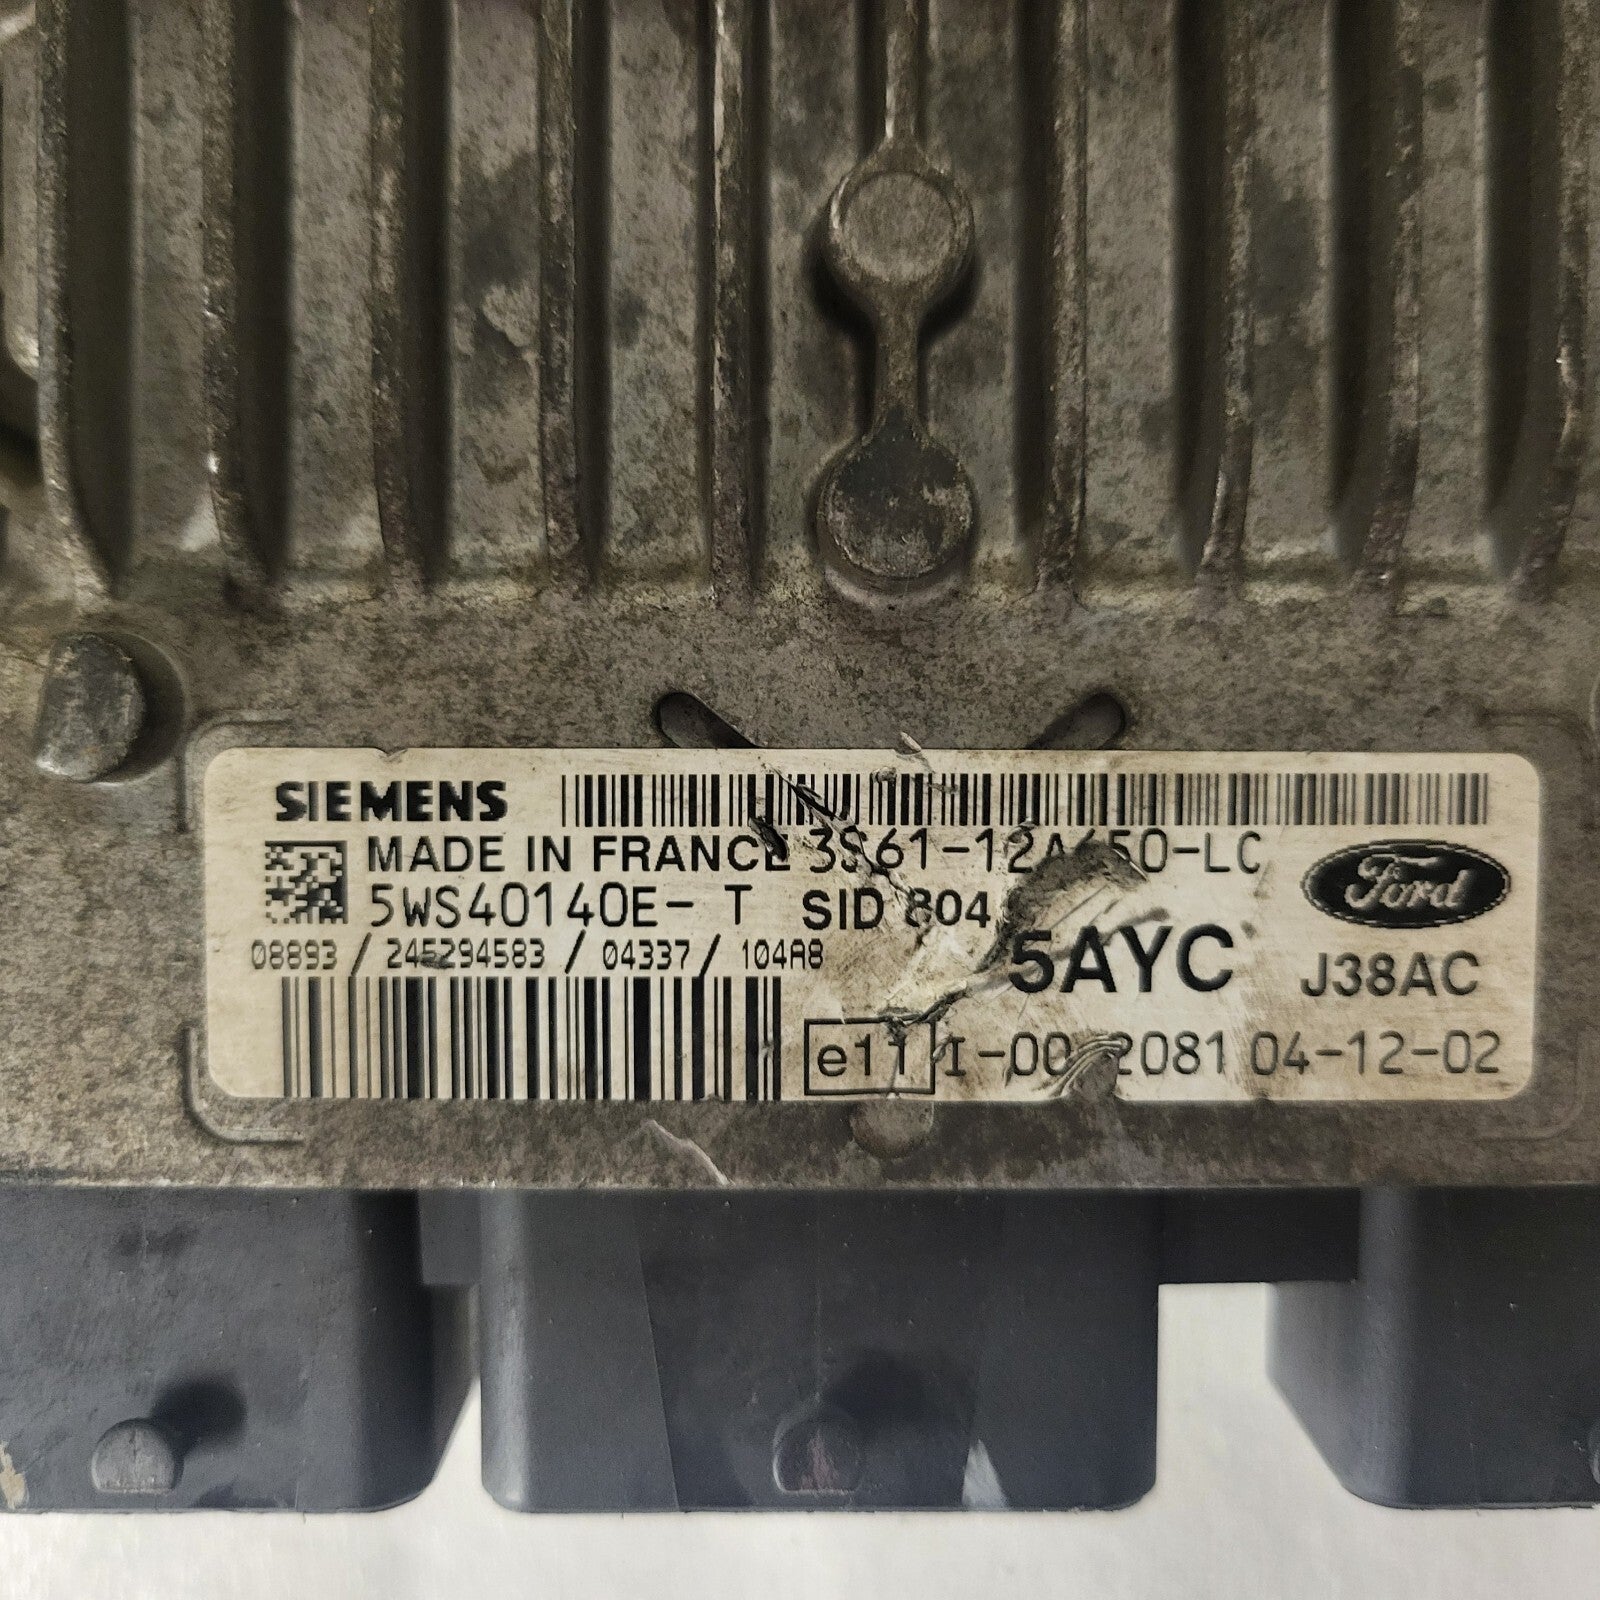 SIEMENS
MADE IN FRANCE 3S61-12A650-LC
5WS40140E- T SID 804
Ford
08893 / 245294583 / 04337 / 104A8
5AYC J38AC
e11 I-00 2081 04-12-02